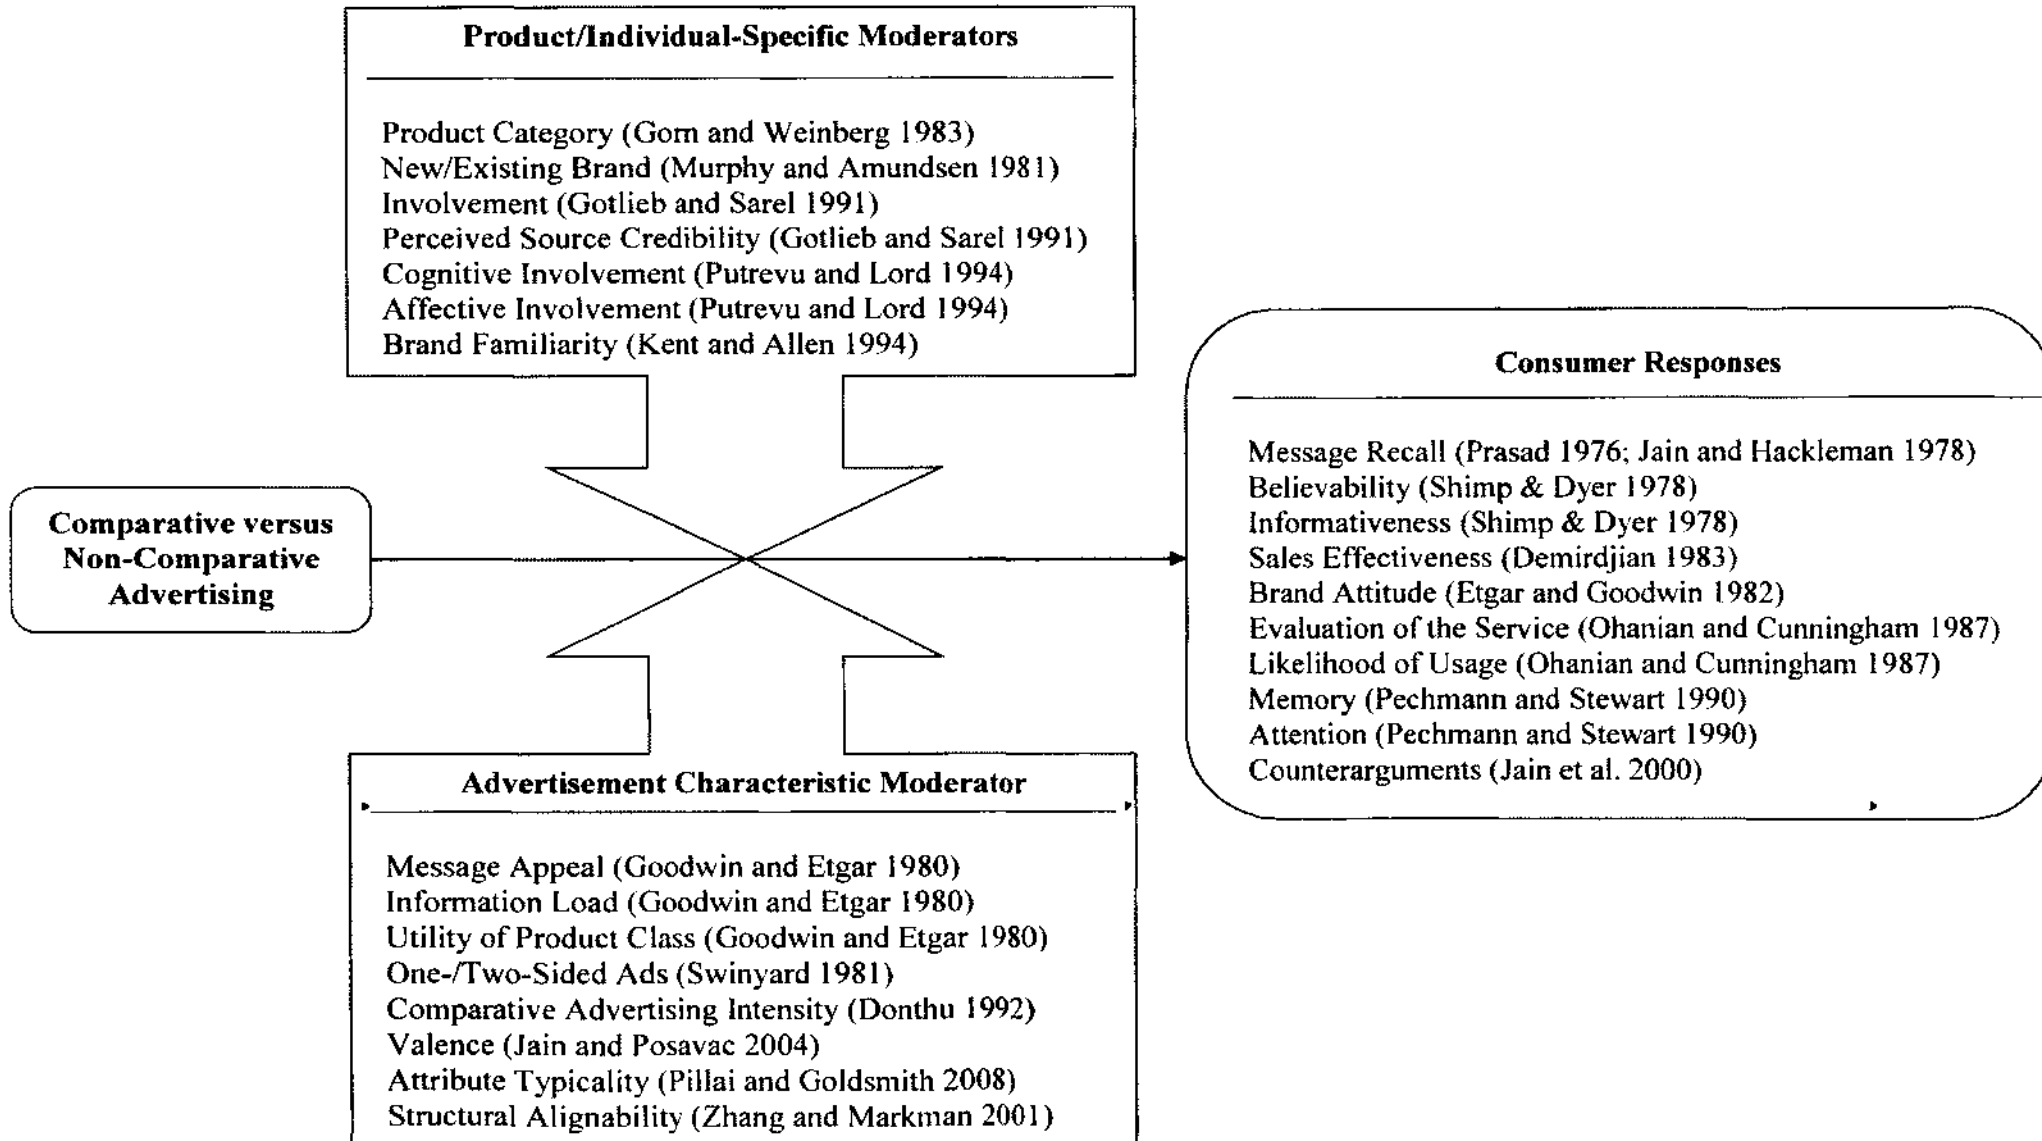 Product/Individual-Specific Moderators
Product Category (Gorn and Weinberg 1983)
New/Existing Brand (Murphy and Amundsen 1981)
Involvement (Gotlieb and Sarel 1991)
Perceived Source Credibility (Gotlieb and Sarel 1991)
Cognitive Involvement (Putrevu and Lord 1994)
Affective Involvement (Putrevu and Lord 1994)
Brand Familiarity (Kent and Allen 1994)
Comparative versus
Non-Comparative
Advertising
Consumer Responses
Message Recall (Prasad 1976; Jain and Hackleman 1978)
Believability (Shimp & Dyer 1978)
Informativeness (Shimp & Dyer 1978)
Sales Effectiveness (Demirdjian 1983)
Brand Attitude (Etgar and Goodwin 1982)
Evaluation of the Service (Ohanian and Cunningham 1987)
Likelihood of Usage (Ohanian and Cunningham 1987)
Memory (Pechmann and Stewart 1990)
Attention (Pechmann and Stewart 1990)
Counterarguments (Jain et al. 2000)
Advertisement Characteristic Moderator
Message Appeal (Goodwin and Etgar 1980)
Information Load (Goodwin and Etgar 1980)
Utility of Product Class (Goodwin and Etgar 1980)
One-/Two-Sided Ads (Swinyard 1981)
Comparative Advertising Intensity (Donthu 1992)
Valence (Jain and Posavac 2004)
Attribute Typicality (Pillai and Goldsmith 2008)
Structural Alignability (Zhang and Markman 2001)